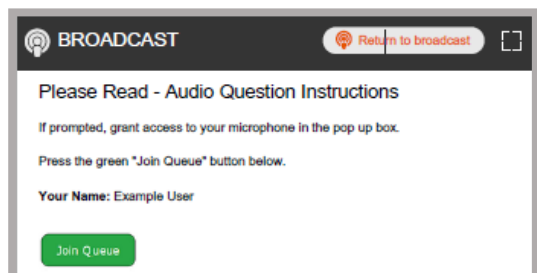 BROADCAST
Return to broadcast
Please Read - Audio Question Instructions
If prompted, grant access to your microphone in the pop up box.
Press the green "Join Queue" button below.
Your Name: Example User
Join Queue